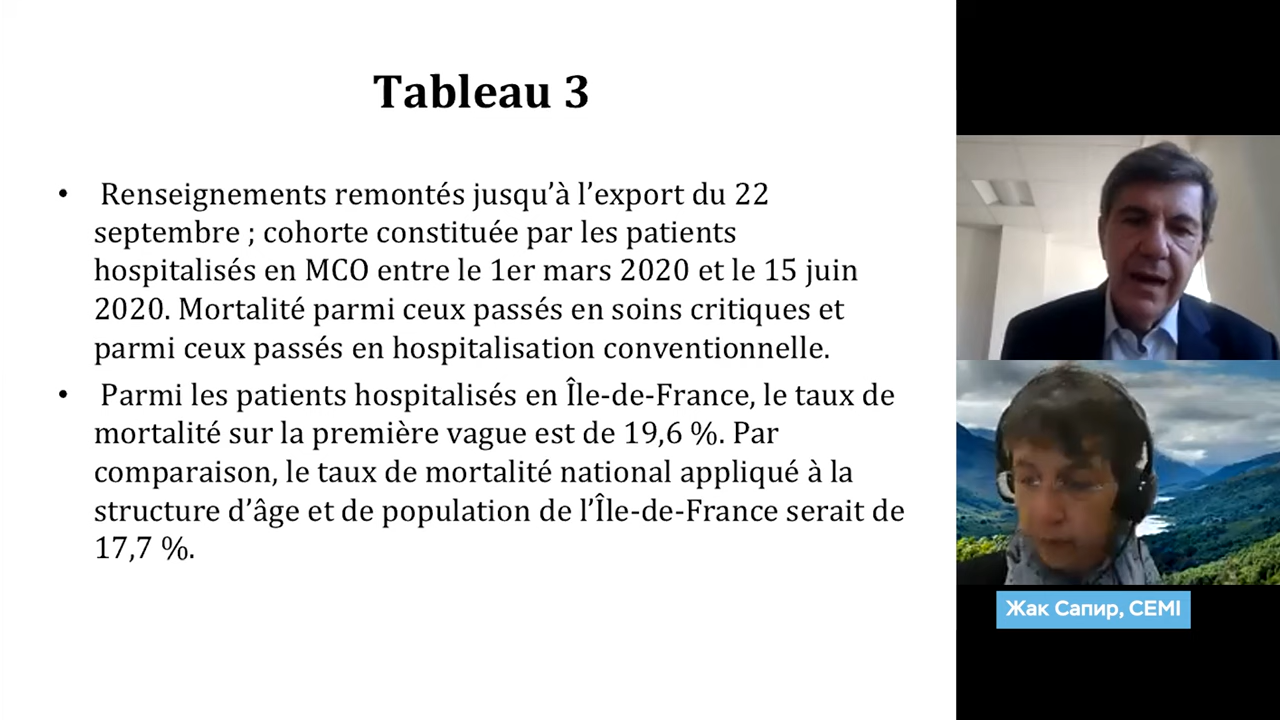 Tableau 3
• Renseignements remontés jusqu’à l’export du 22
septembre ; cohorte constituée par les patients
hospitalisés en MCO entre le 1er mars 2020 et le 15 juin
2020. Mortalité parmi ceux passés en soins critiques et
parmi ceux passés en hospitalisation conventionnelle.
• Parmi les patients hospitalisés en Île-de-France, le taux de
mortalité sur la première vague est de 19,6 %. Par
comparaison, le taux de mortalité national appliqué à la
structure d’âge et de population de l’Île-de-France serait de
17,7 %.
Жак Сапир, CEMI